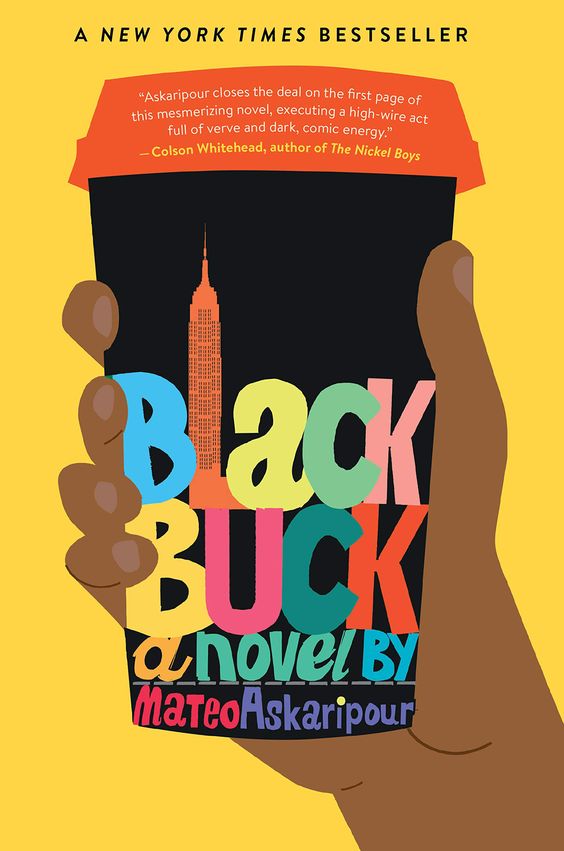 A NEW YORK TIMES BESTSELLER
“Askaripour closes the deal on the first page of
this mesmerizing novel, executing a high-wire act
full of verve and dark, comic energy.”
—Colson Whitehead, author of The Nickel Boys
BLacK
BUCK
a novel BY
MaTeo Askaripour